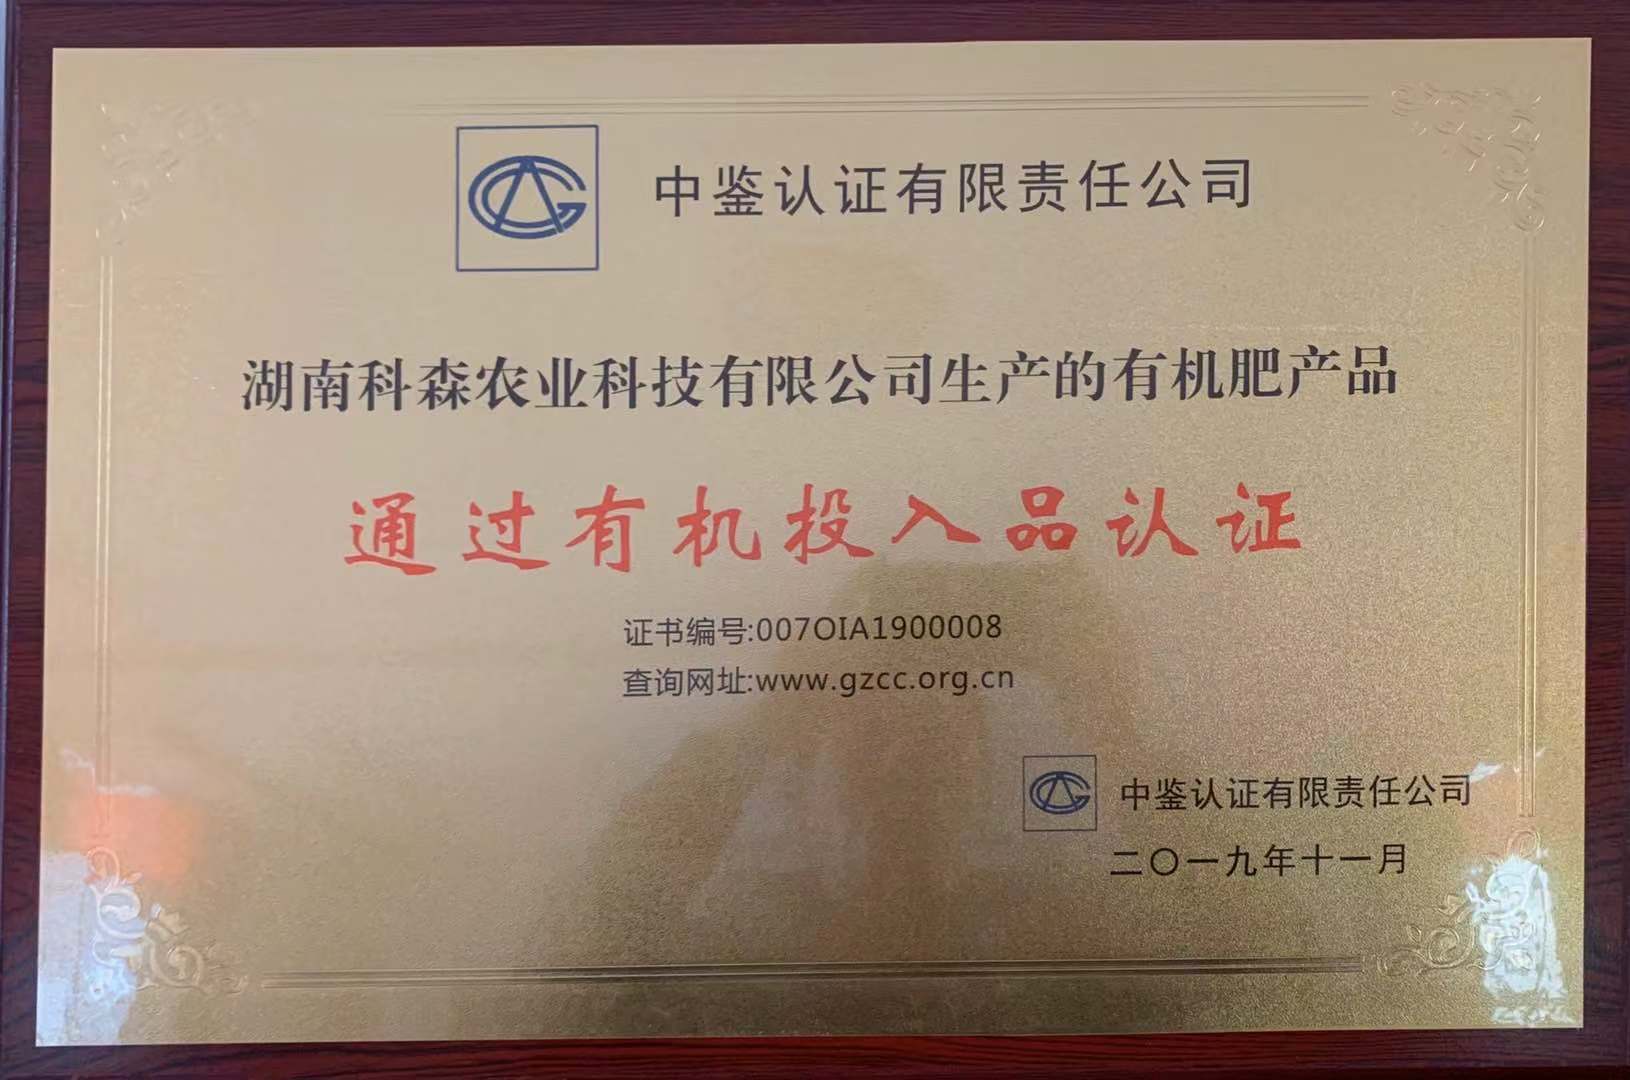 中鉴认证有限责任公司
湖南科森农业科技有限公司生产的有机肥产品
通过有机投入品认证
证书编号:007OIA1900008
查询网址:www.gzcc.org.cn
中鉴认证有限责任公司
二〇一九年十一月